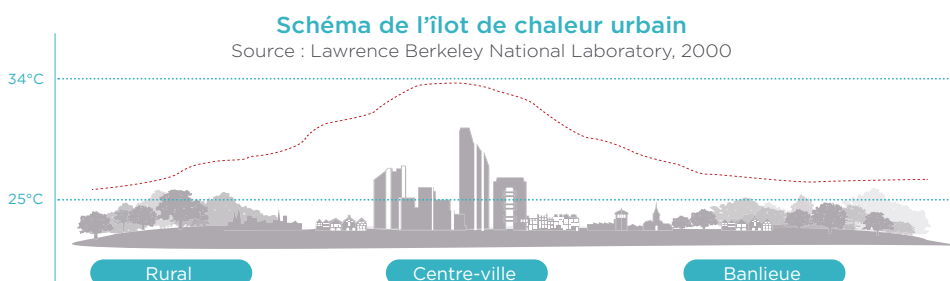 Schéma de l'îlot de chaleur urbain
Source : Lawrence Berkeley National Laboratory, 2000
34°C
25°C
Rural
Centre-ville
Banlieue